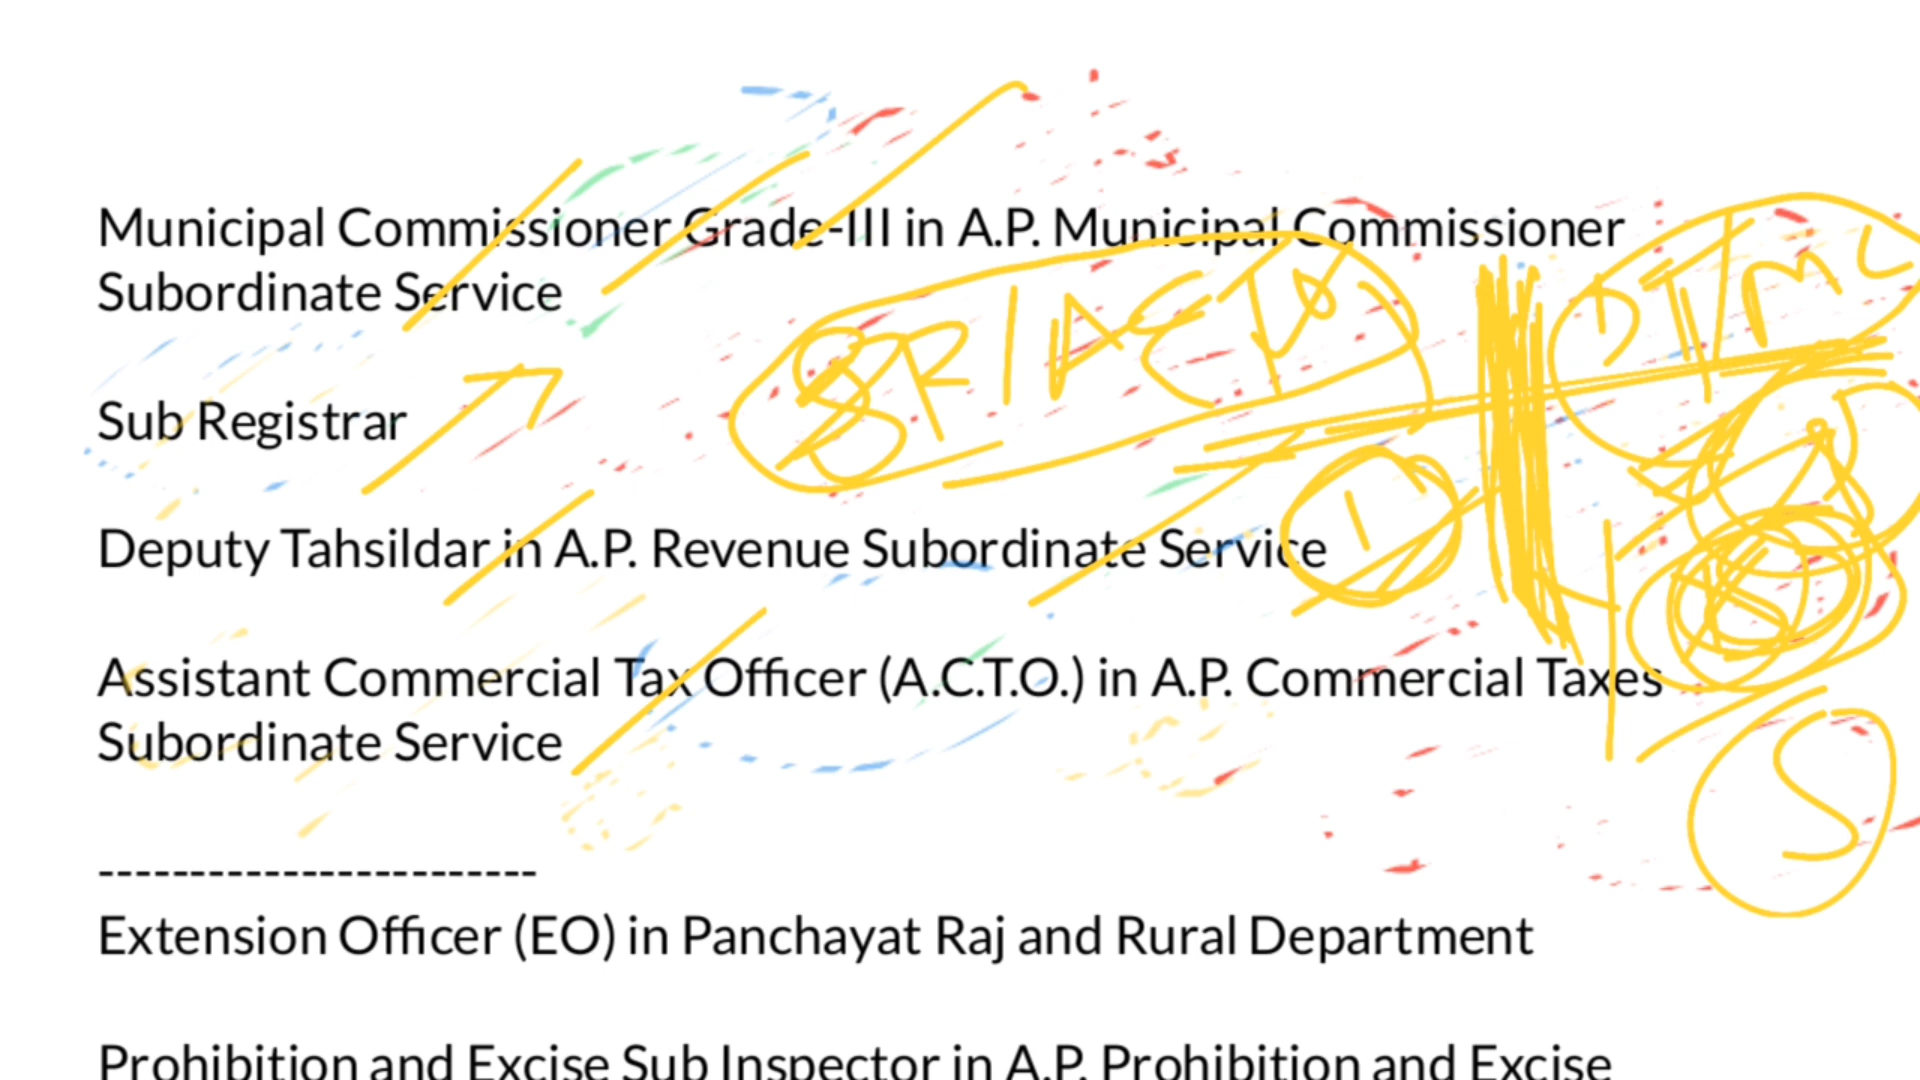 Municipal Commissioner Grade-III in A.P. Municipal Commissioner
Subordinate Service
Sub Registrar
Deputy Tahsildar in A.P. Revenue Subordinate Service
Assistant Commercial Tax Officer (A.C.T.O.) in A.P. Commercial Taxes
Subordinate Service
------------------------
Extension Officer (EO) in Panchayat Raj and Rural Department
Prohibition and Excise Sub Inspector in A.P. Prohibition and Excise